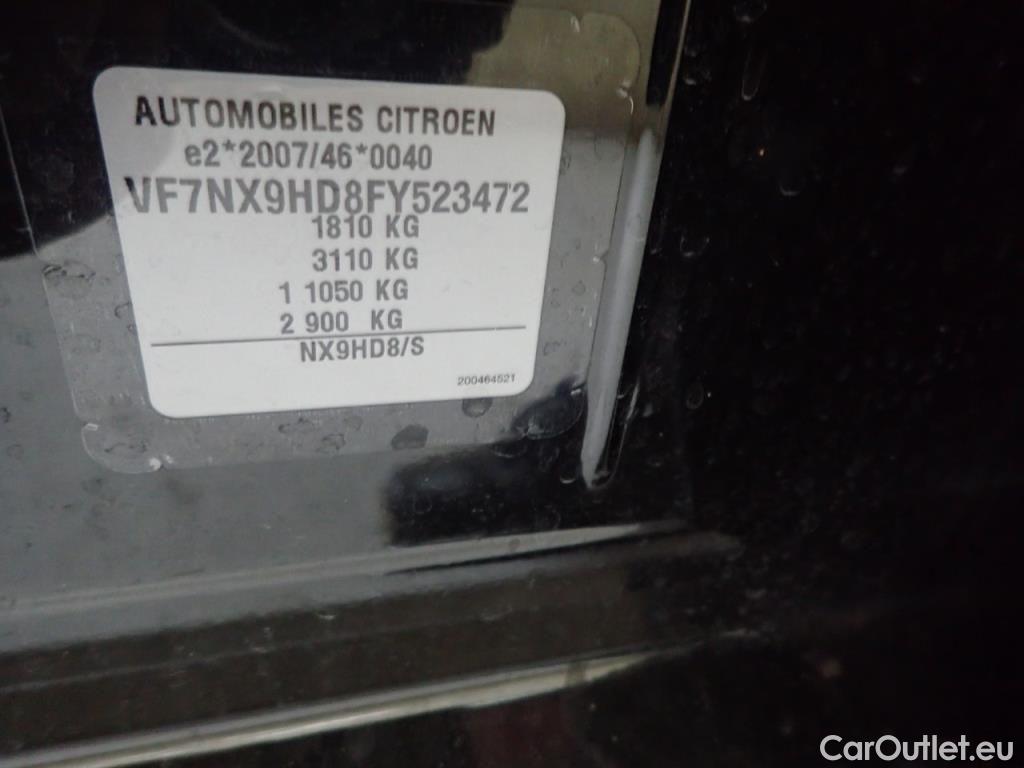 AUTOMOBILES CITROEN
e2*2007/46*0040
VF7NX9HD8FY523472
1810 KG
3110 KG
1 1050 KG
2 900 KG
NX9HD8/S
200464521
CarOutlet.eu